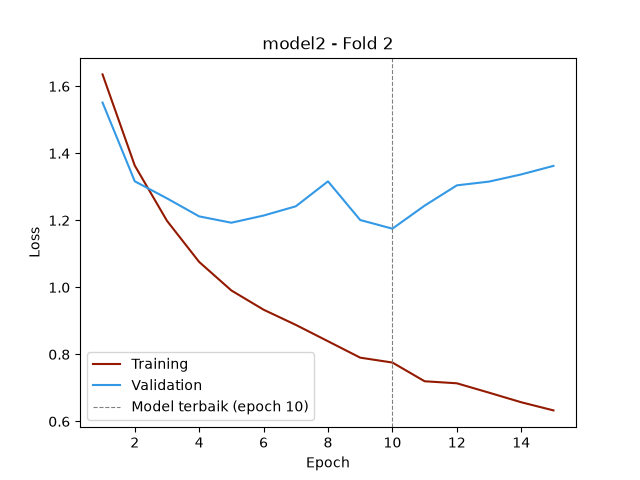 model2 - Fold 2
Loss
1.6
1.4
1.2
1.0
0.8
0.6
Training
Validation
Model terbaik (epoch 10)
2 4 6 8 10 12 14
Epoch